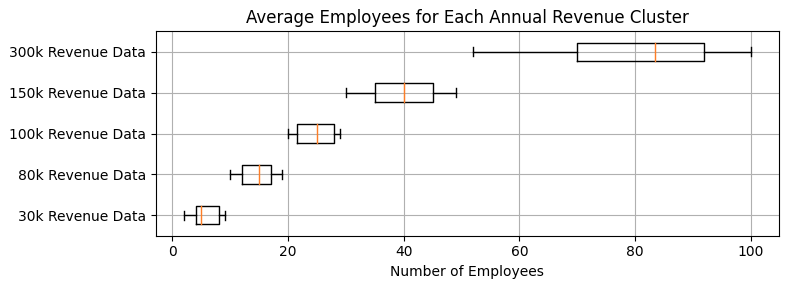 Average Employees for Each Annual Revenue Cluster
300k Revenue Data
150k Revenue Data
100k Revenue Data
80k Revenue Data
30k Revenue Data
0 20 40 60 80 100
Number of Employees